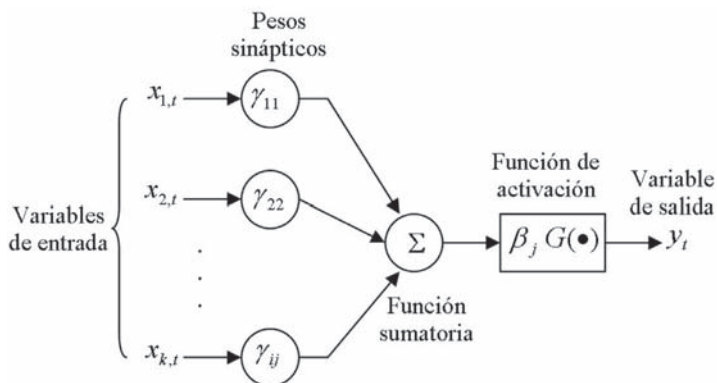 Pesos
sinápticos
x₁,t
γ₁₁
Variables
de entrada
x₂,t
γ₂₂
.
.
.
xₖ,t
γᵢⱼ
Σ
Función
sumatoria
Función de
activación
βⱼ G(•)
Variable
de salida
yₜ